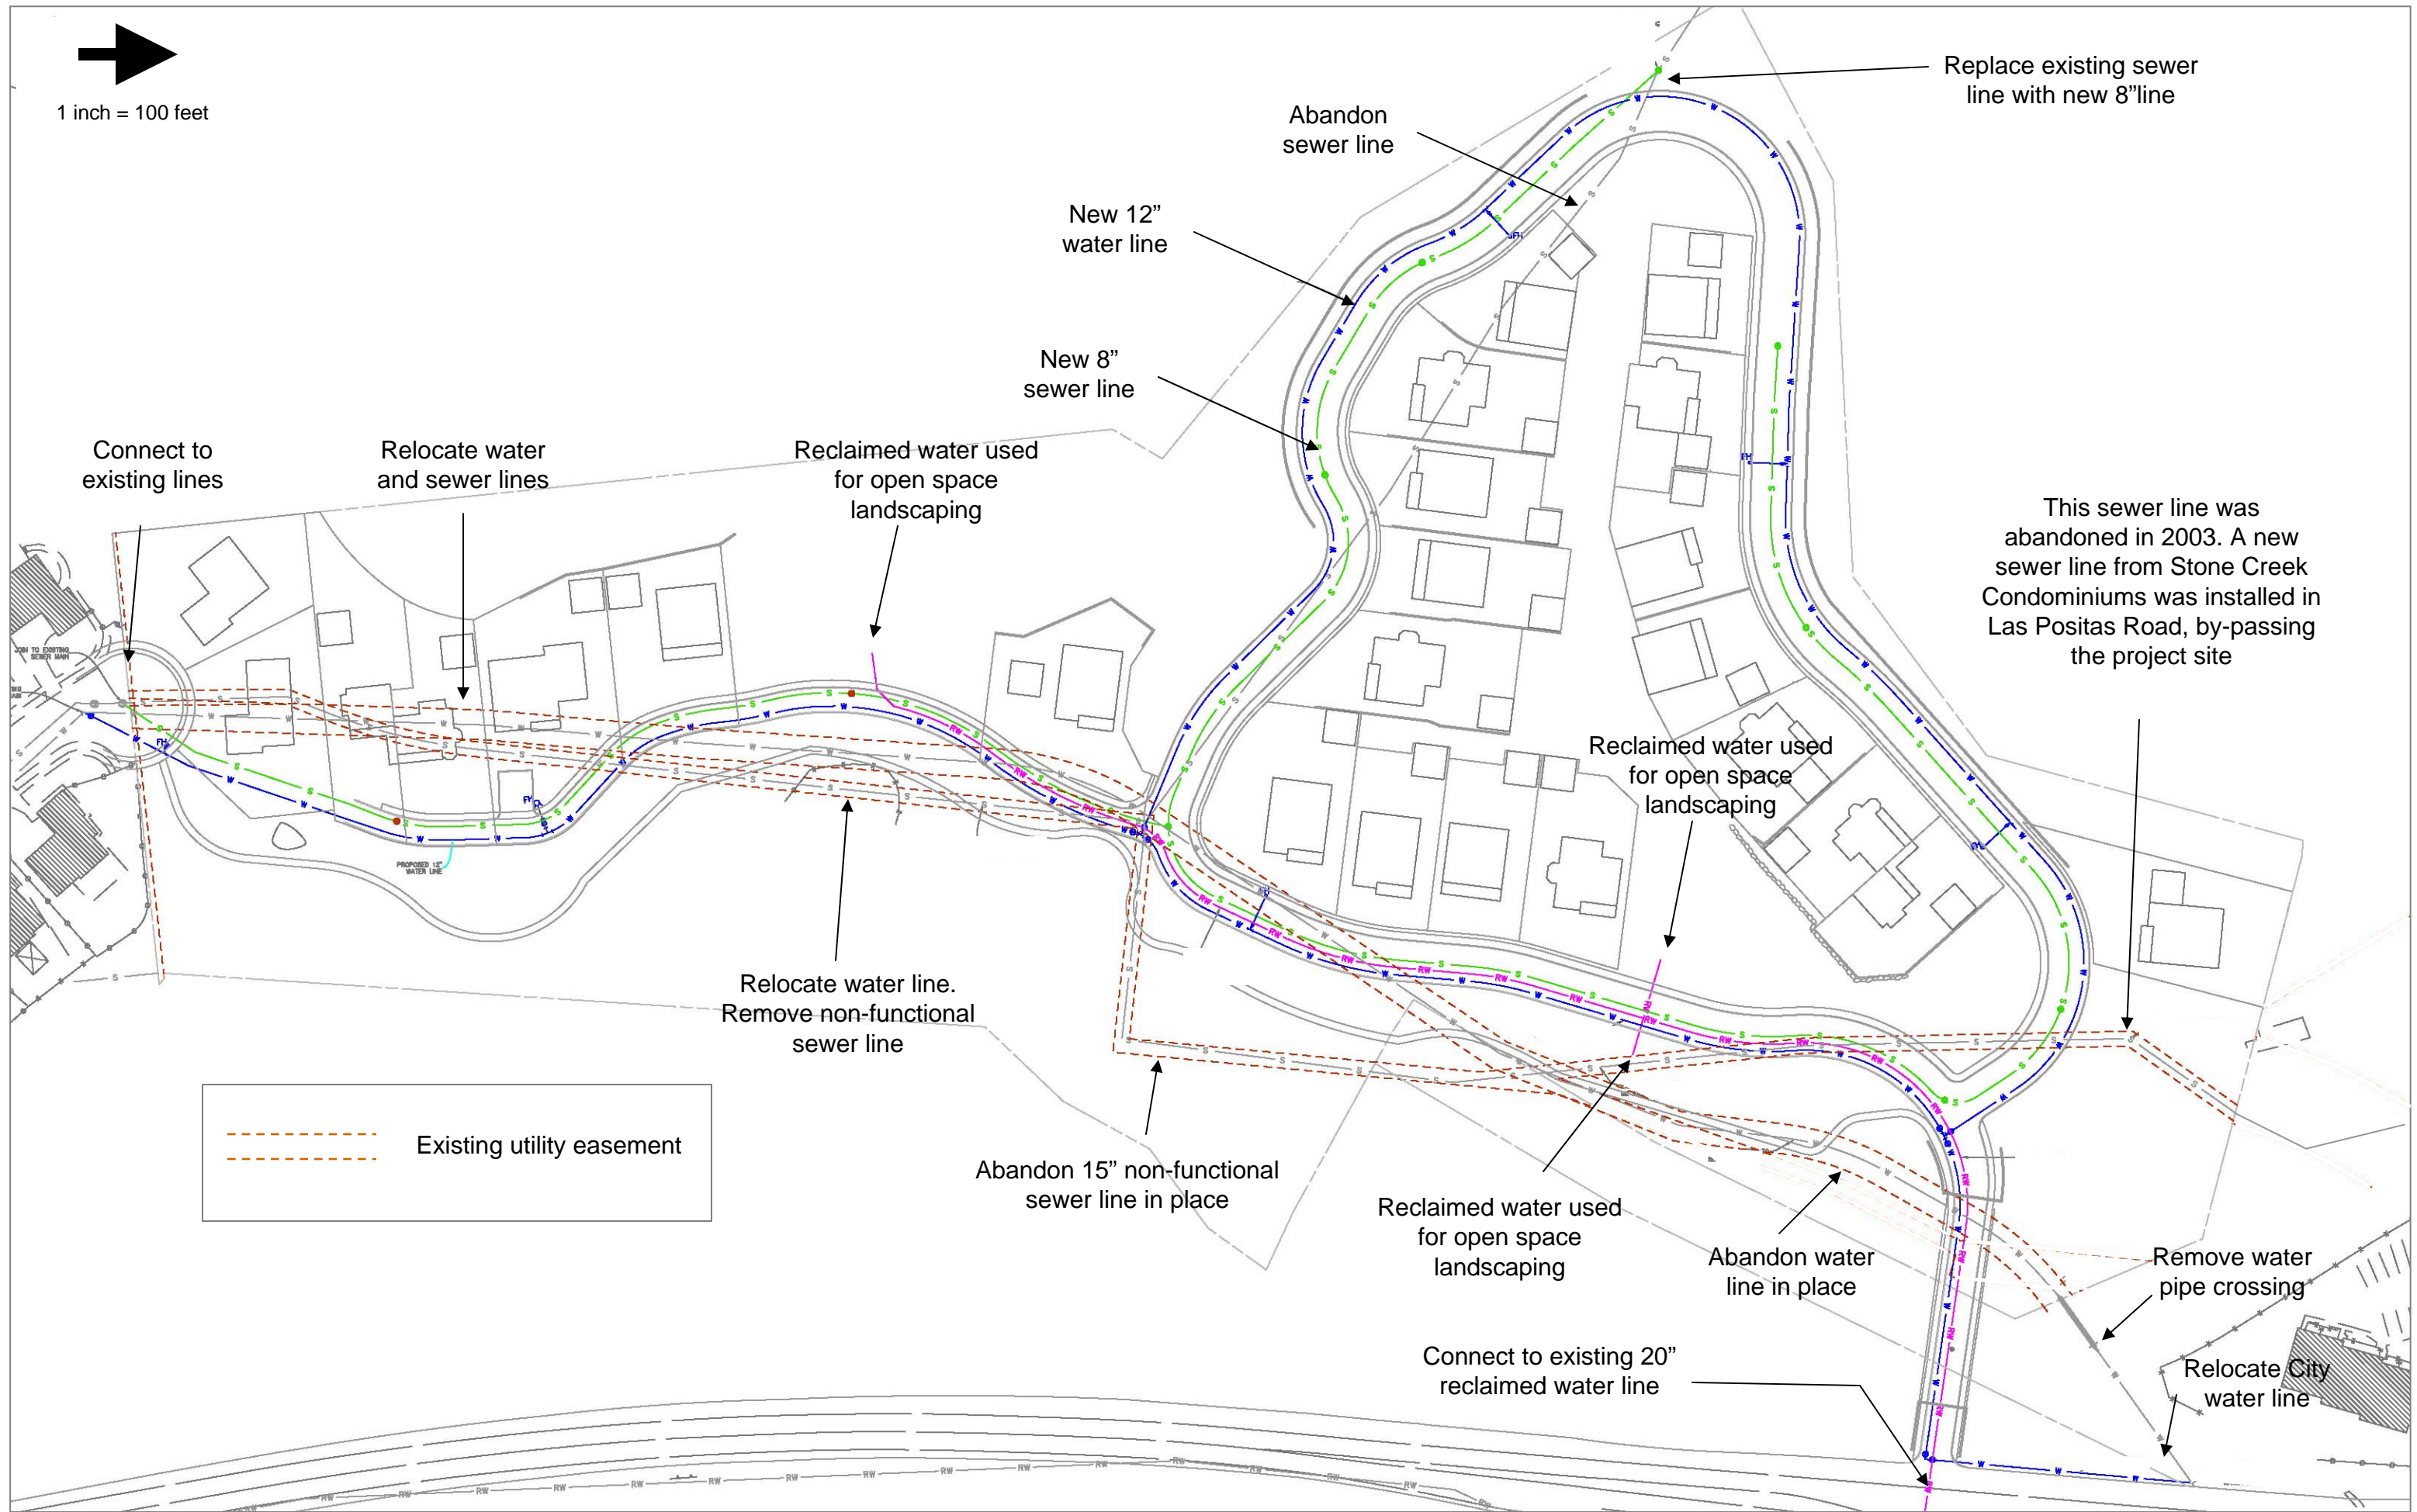 1 inch = 100 feet
Replace existing sewer
line with new 8”line
Abandon
sewer line
New 12”
water line
New 8”
sewer line
Connect to
existing lines
Relocate water
and sewer lines
Reclaimed water used
for open space
landscaping
This sewer line was
abandoned in 2003. A new
sewer line from Stone Creek
Condominiums was installed in
Las Positas Road, by-passing
the project site
JOIN TO EXISTING
SEWER MAIN
Reclaimed water used
for open space
landscaping
PROPOSED 12"
WATER LINE
Relocate water line.
Remove non-functional
sewer line
Existing utility easement
Abandon 15” non-functional
sewer line in place
Reclaimed water used
for open space
landscaping
Abandon water
line in place
Remove water
pipe crossing
Connect to existing 20”
reclaimed water line
Relocate City
water line